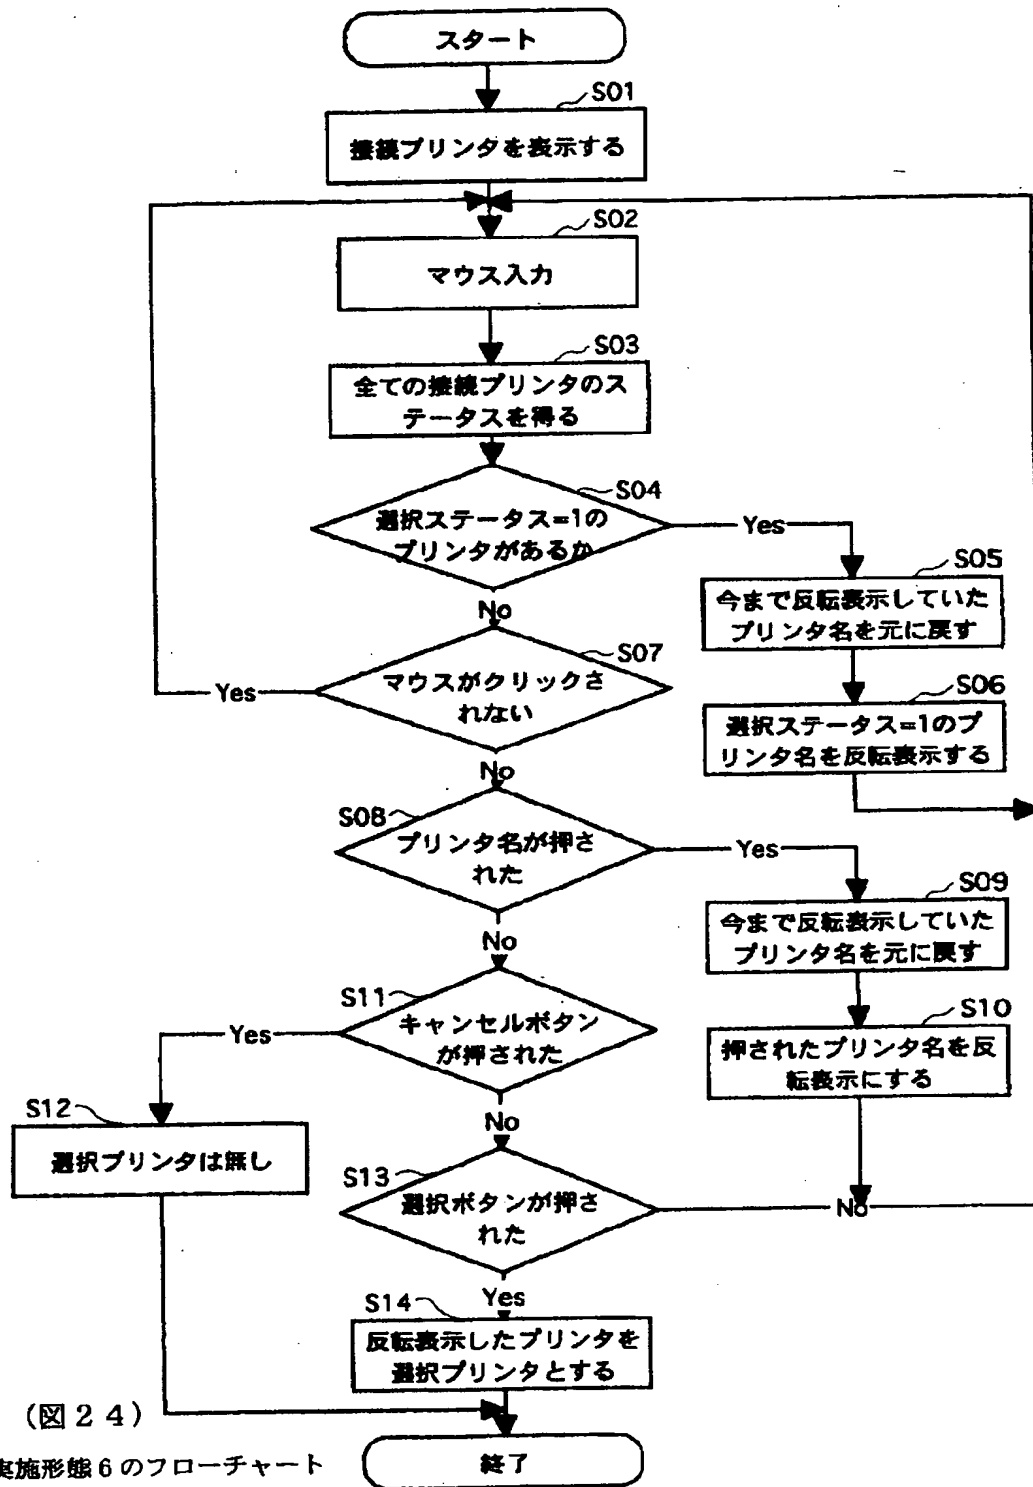 スタート
S01
接続プリンタを表示する
S02
マウス入力
S03
全ての接続プリンタのス
テータスを得る
S04
選択ステータス=1の
プリンタがあるか
Yes
No
S05
今まで反転表示していた
プリンタ名を元に戻す
S06
選択ステータス=1のプ
リンタ名を反転表示する
S07
マウスがクリックさ
れない
Yes
No
S08
プリンタ名が押さ
れた
Yes
No
S09
今まで反転表示していた
プリンタ名を元に戻す
S10
押されたプリンタ名を反
転表示にする
S11
キャンセルボタン
が押された
Yes
No
S12
選択プリンタは無し
S13
選択ボタンが押さ
れた
No
Yes
S14
反転表示したプリンタを
選択プリンタとする
終了
(図24)
実施形態6のフローチャート